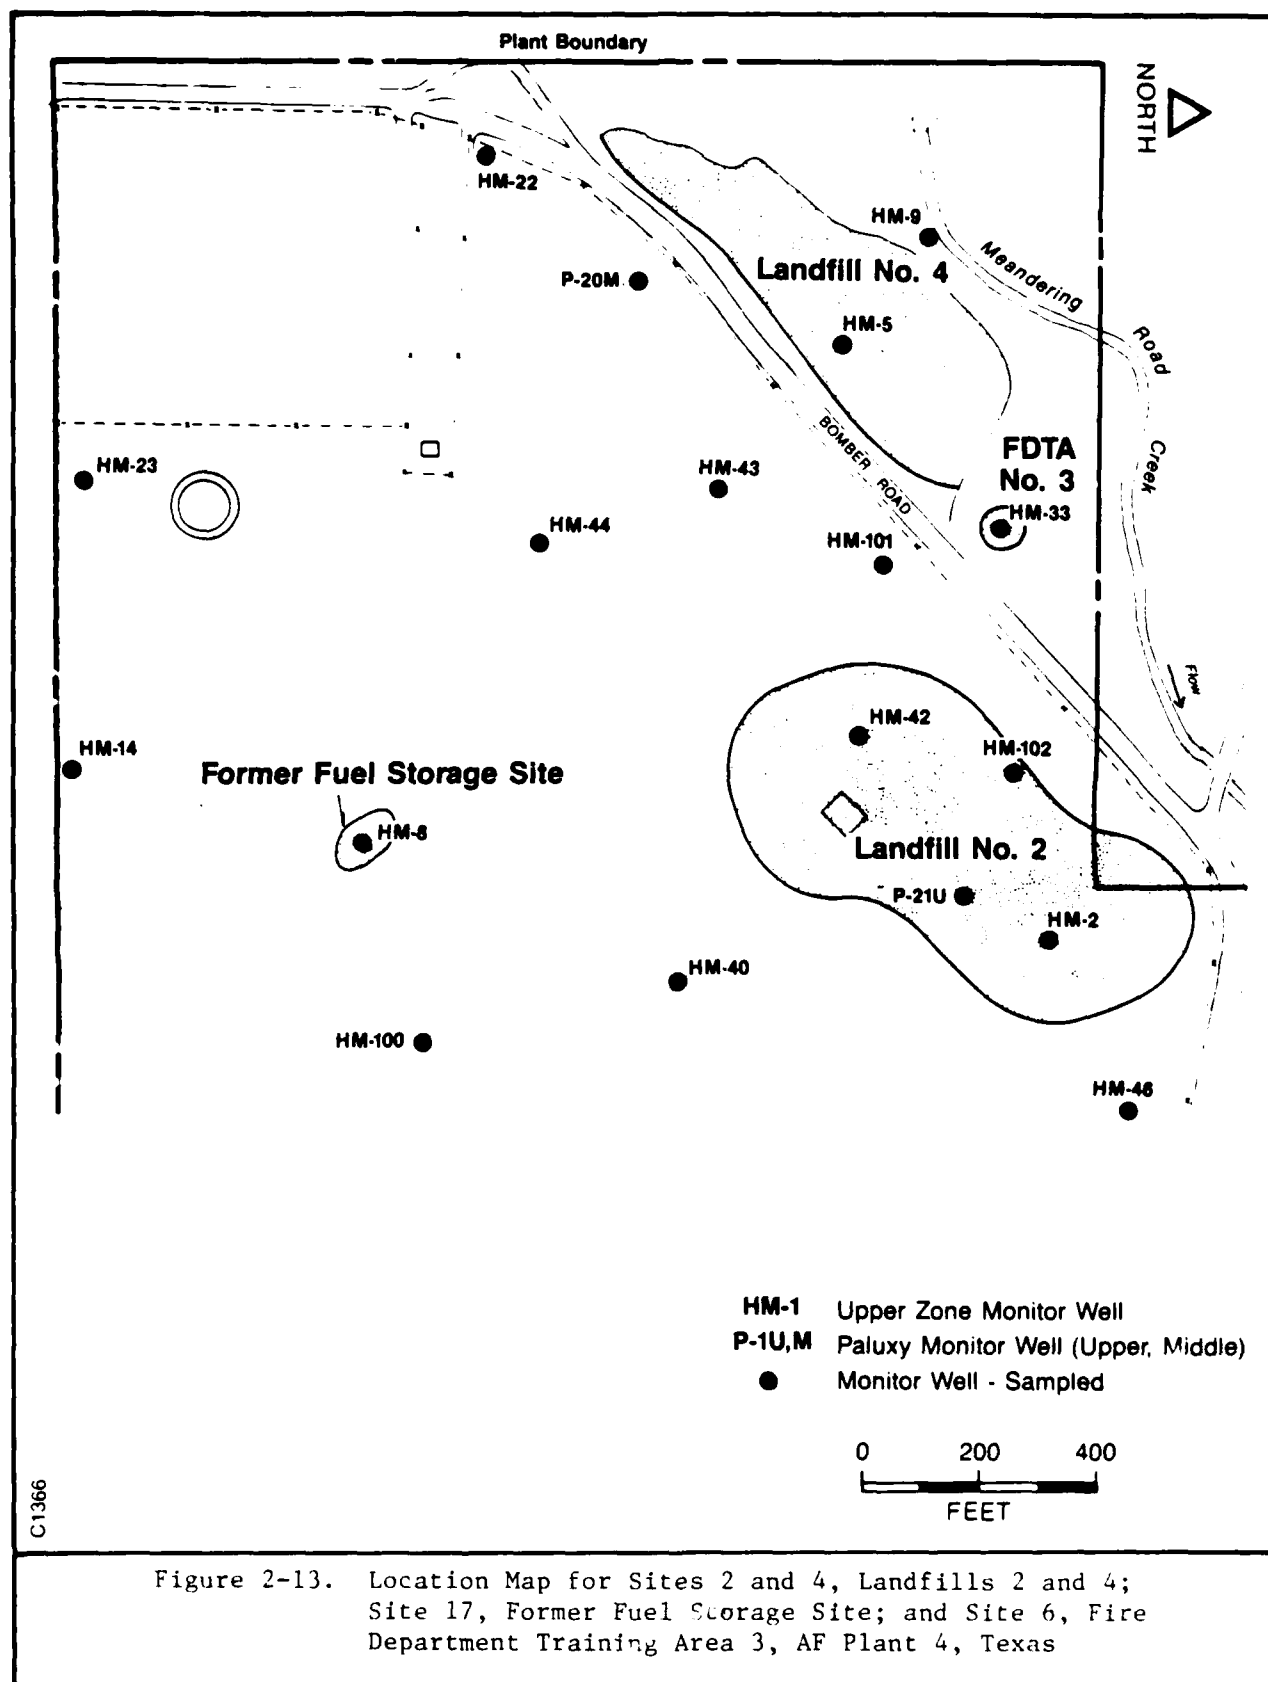 Plant Boundary
NORTH
HM-22
HM-9
Meandering
Road
Creek
Landfill No. 4
P-20M
HM-5
BOMBER ROAD
FDTA
No. 3
HM-33
HM-23
HM-43
HM-44
HM-101
Flow
HM-42
HM-102
HM-14
Former Fuel Storage Site
HM-8
Landfill No. 2
P-21U
HM-2
HM-40
HM-100
HM-46
HM-1 Upper Zone Monitor Well
P-1U,M Paluxy Monitor Well (Upper, Middle)
Monitor Well - Sampled
0 200 400
FEET
C1366
Figure 2-13. Location Map for Sites 2 and 4, Landfills 2 and 4;
Site 17, Former Fuel Storage Site; and Site 6, Fire
Department Training Area 3, AF Plant 4, Texas